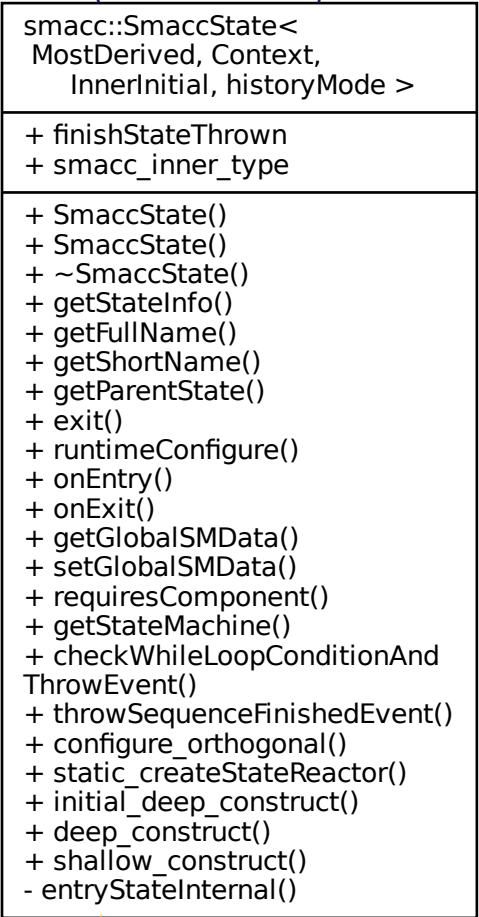 smacc::SmaccState<
MostDerived, Context,
InnerInitial, historyMode >
+ finishStateThrown
+ smacc_inner_type
+ SmaccState()
+ SmaccState()
+ ~SmaccState()
+ getStateInfo()
+ getFullName()
+ getShortName()
+ getParentState()
+ exit()
+ runtimeConfigure()
+ onEntry()
+ onExit()
+ getGlobalSMData()
+ setGlobalSMData()
+ requiresComponent()
+ getStateMachine()
+ checkWhileLoopConditionAnd
ThrowEvent()
+ throwSequenceFinishedEvent()
+ configure_orthogonal()
+ static_createStateReactor()
+ initial_deep_construct()
+ deep_construct()
+ shallow_construct()
- entryStateInternal()